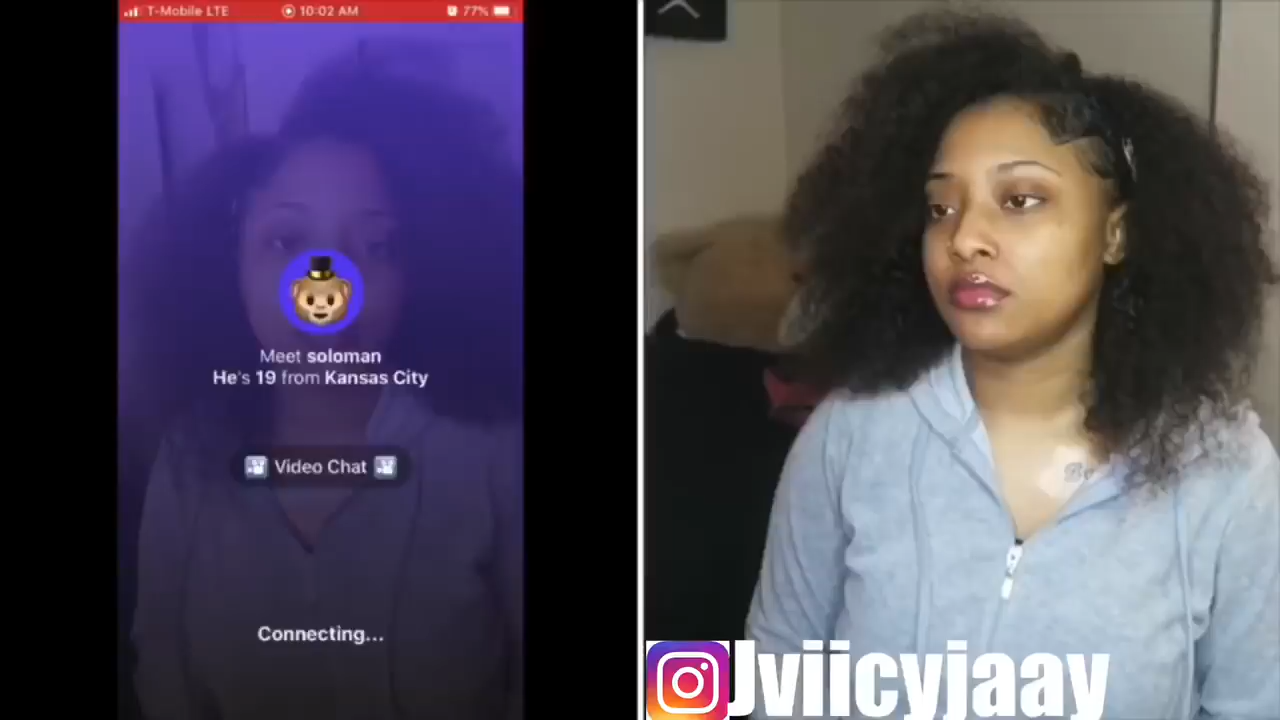 T-Mobile LTE 10:02 AM 77%
Meet soloman
He's 19 from Kansas City
Video Chat
Connecting...
Jviicyjaay